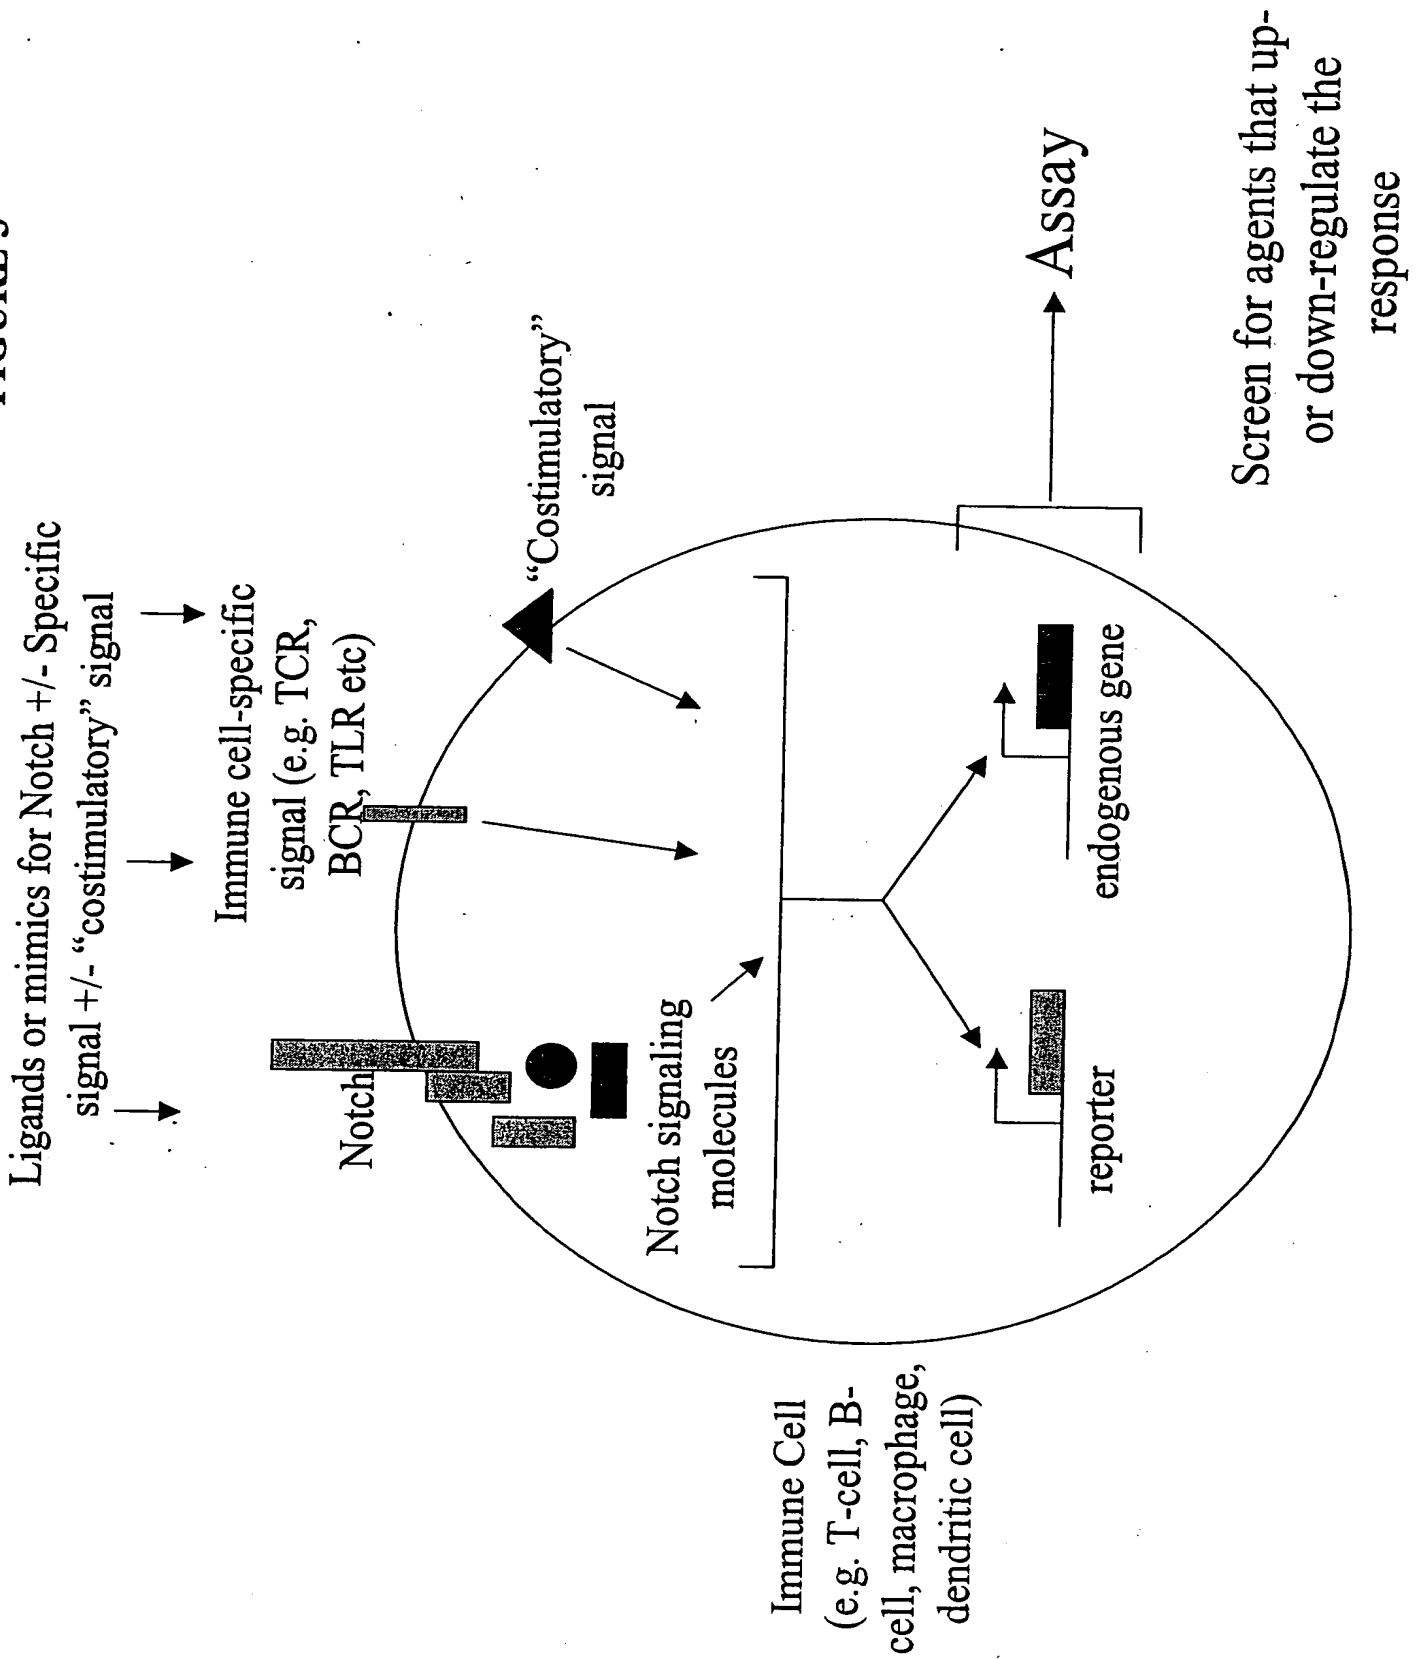 Ligands or mimics for Notch +/- Specific
signal +/- “costimulatory” signal
Immune cell-specific
signal (e.g. TCR,
BCR, TLR etc)
Notch
“Costimulatory”
signal
Notch signaling
molecules
Immune Cell
(e.g. T-cell, B-
cell, macrophage,
dendritic cell)
reporter
endogenous gene
Assay
Screen for agents that up-
or down-regulate the
response